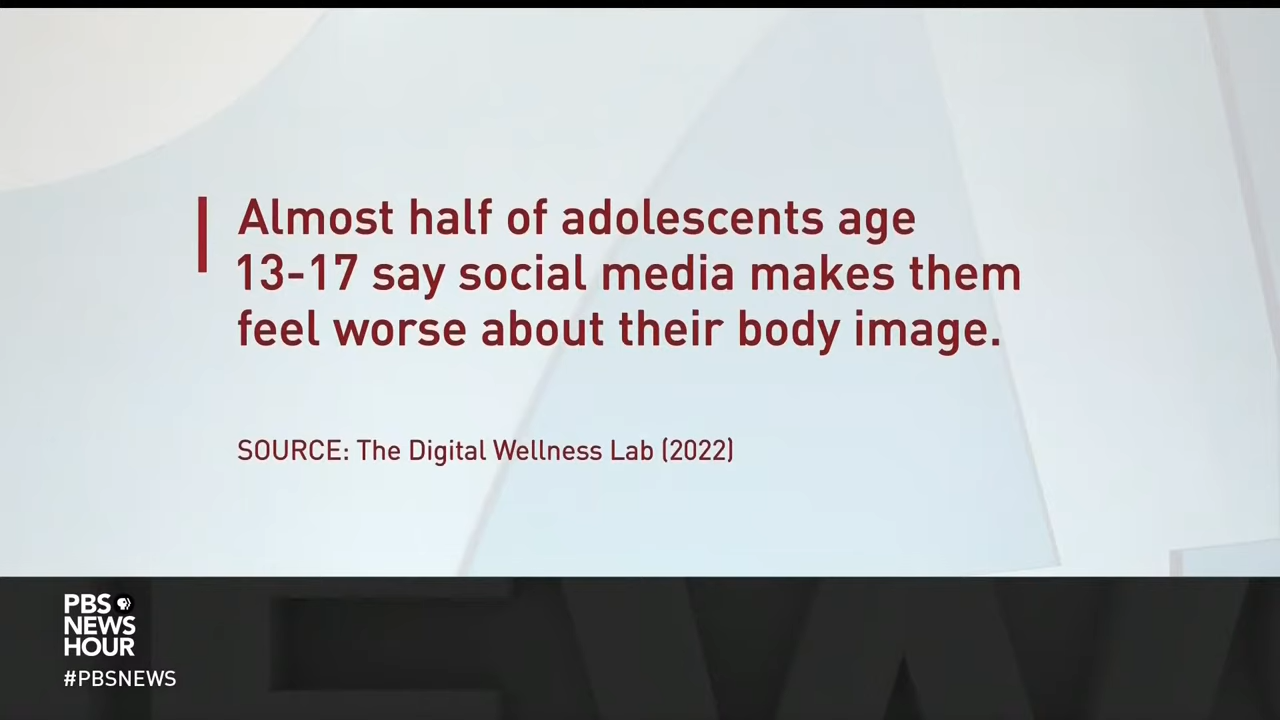 Almost half of adolescents age
13-17 say social media makes them
feel worse about their body image.
SOURCE: The Digital Wellness Lab (2022)
PBS
NEWS
HOUR
#PBSNEWS